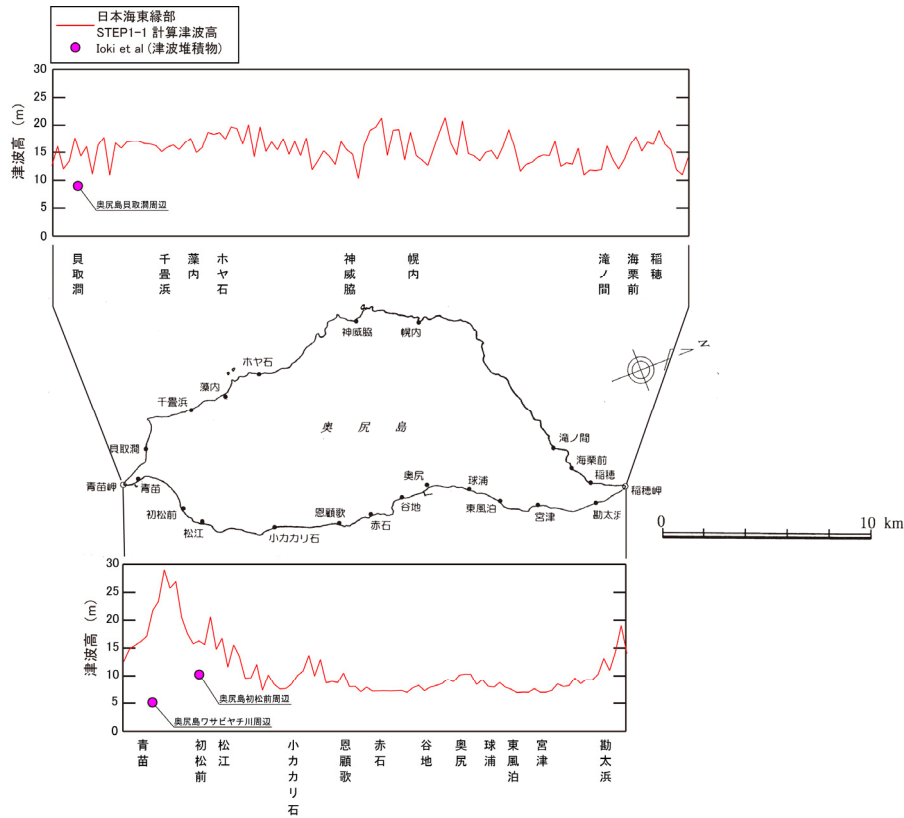 日本海東縁部
STEP1-1 計算津波高
Ioki et al (津波堆積物)
30
25
20
15
10
5
0
津波高 (m)
奥尻島貝取澗周辺
貝取澗
千畳浜
藻内
ホヤ石
神威脇
幌内
滝ノ間
海栗前
稲穂
神威脇
幌内
ホヤ石
藻内
千畳浜
奥尻島
貝取澗
滝ノ間
海栗前
稲穂
青苗岬
青苗
稲穂岬
初松前
松江
小カカリ石
恩顧歌
赤石
谷地
奥尻
球浦
東風泊
宮津
勘太浜
N
0
10 km
30
25
20
15
10
5
0
津波高 (m)
奥尻島初松前周辺
奥尻島ワサビヤチ川周辺
青苗
初松前
松江
小カカリ石
恩顧歌
赤石
谷地
奥尻
球浦
東風泊
宮津
勘太浜